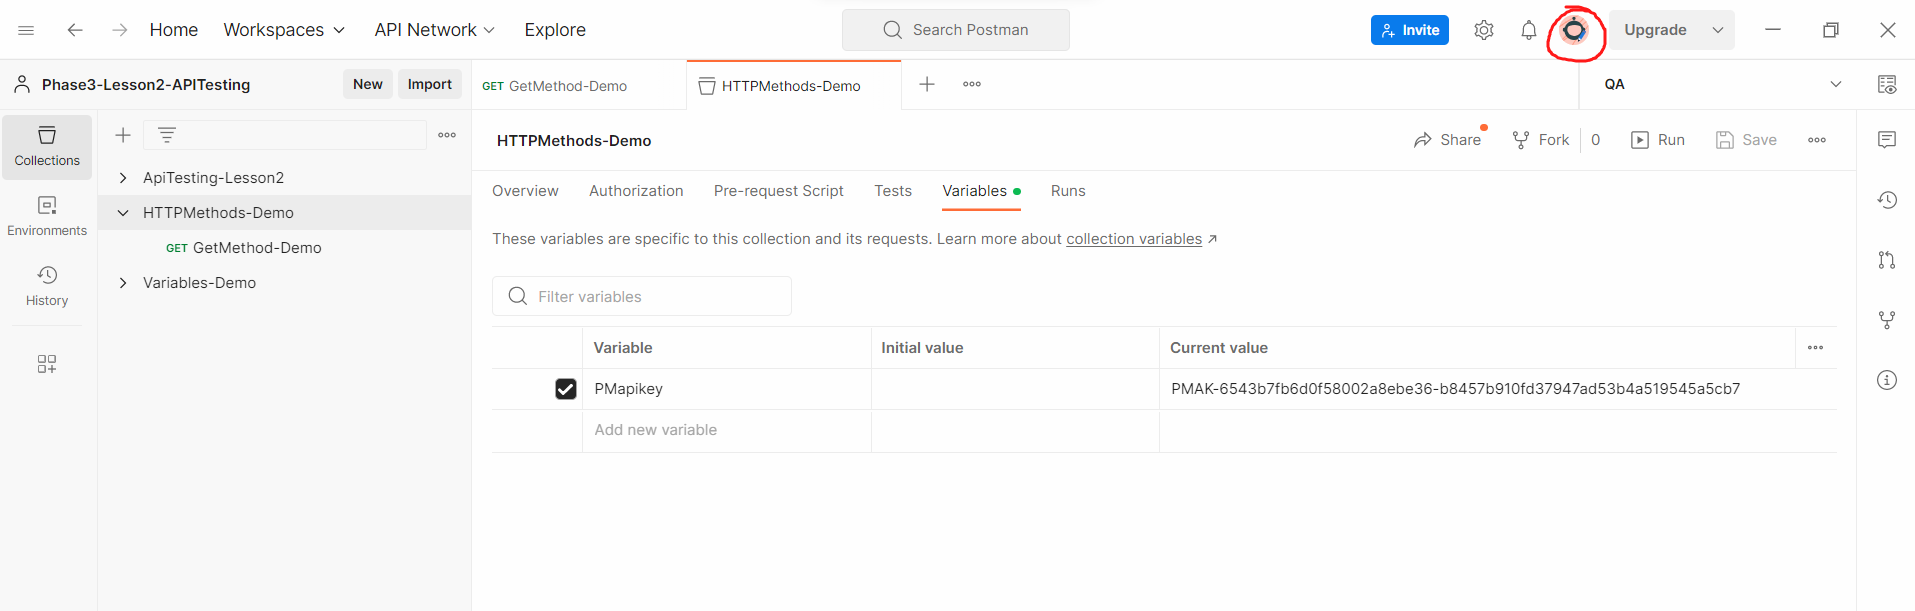 Home Workspaces API Network Explore Search Postman Invite Upgrade
Phase3-Lesson2-APITesting New Import GET GetMethod-Demo HTTPMethods-Demo QA
Collections
Environments
History
ApiTesting-Lesson2
HTTPMethods-Demo
GET GetMethod-Demo
Variables-Demo
HTTPMethods-Demo Share Fork 0 Run Save
Overview Authorization Pre-request Script Tests Variables Runs
These variables are specific to this collection and its requests. Learn more about collection variables ↗
Filter variables
Variable Initial value Current value
PMapikey PMAK-6543b7fb6d0f58002a8ebe36-b8457b910fd37947ad53b4a519545a5cb7
Add new variable